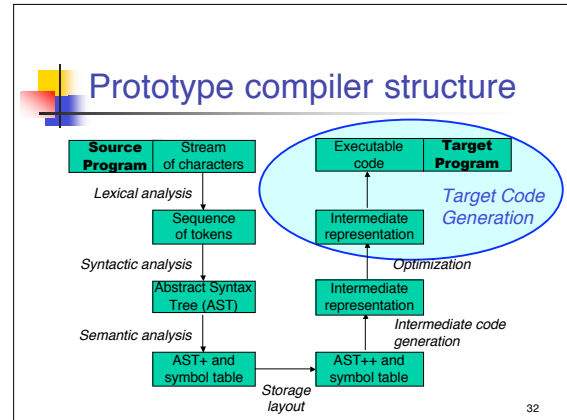 Prototype compiler structure
Source
Program
Stream
of characters
Lexical analysis
Sequence
of tokens
Syntactic analysis
Abstract Syntax
Tree (AST)
Semantic analysis
AST+ and
symbol table
Storage
layout
AST++ and
symbol table
Intermediate code
generation
Intermediate
representation
Optimization
Intermediate
representation
Target Code
Generation
Executable
code
Target
Program
32